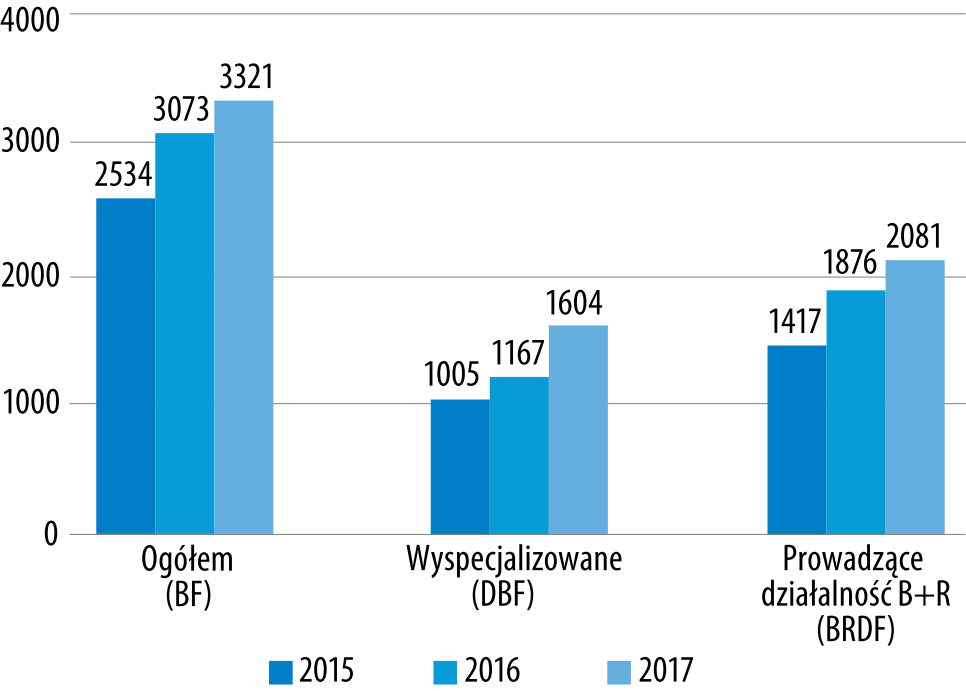 4000
3000
2000
1000
0
2534
3073
3321
1005
1167
1604
1417
1876
2081
Ogółem
(BF)
Wyspecjalizowane
(DBF)
Prowadzące
działalność B+R
(BRDF)
2015 2016 2017